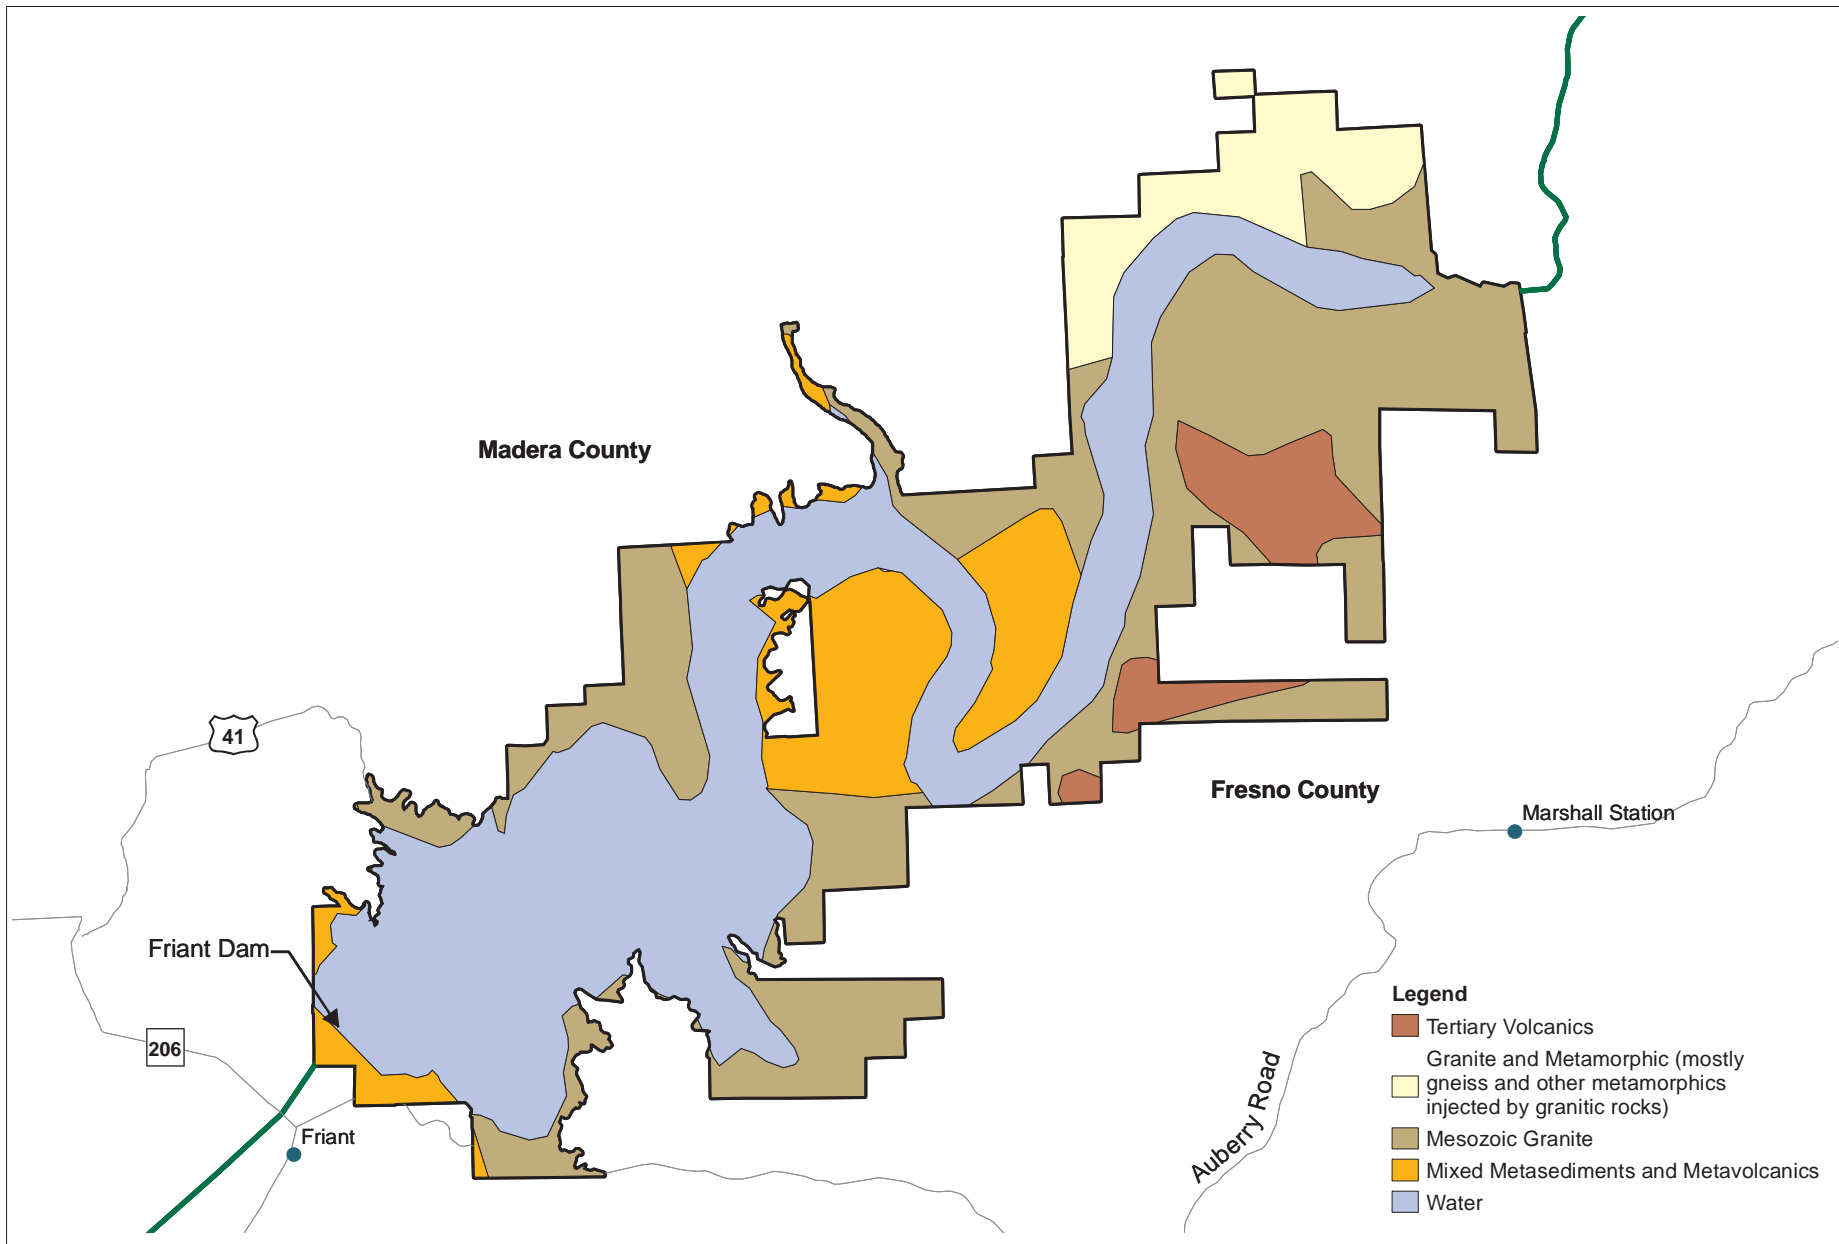 Madera County
41
Fresno County
Marshall Station
Friant Dam
206
Friant
Auberry Road
Legend
Tertiary Volcanics
Granite and Metamorphic (mostly
gneiss and other metamorphics
injected by granitic rocks)
Mesozoic Granite
Mixed Metasediments and Metavolcanics
Water